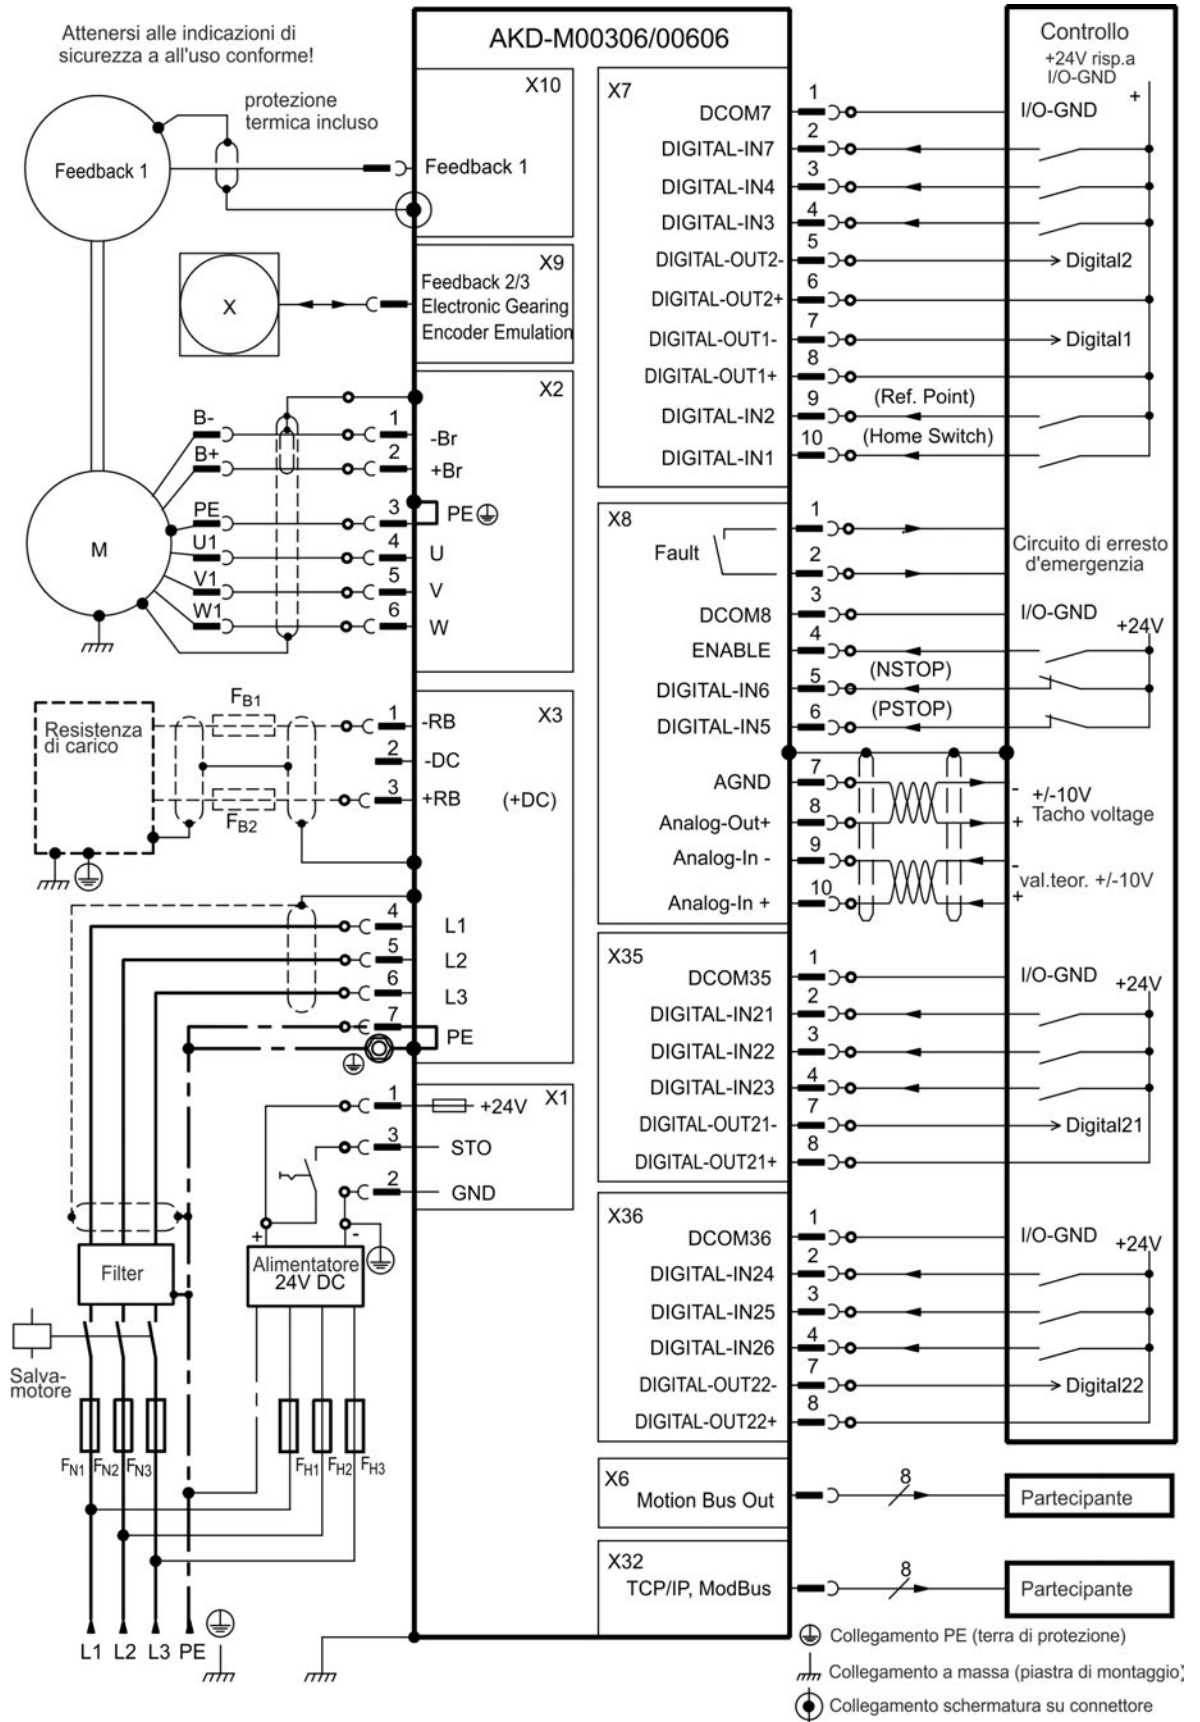 Attenersi alle indicazioni di
sicurezza a all'uso conforme!
AKD-M00306/00606
Controllo
+24V risp.a
I/O-GND
+
protezione
termica incluso
Feedback 1
X10
Feedback 1
X
X9
Feedback 2/3
Electronic Gearing
Encoder Emulation
X2
B-
1
-Br
B+
2
+Br
PE
3
PE
U1
4
U
V1
5
V
W1
6
W
M
Resistenza
di carico
FB1
FB2
X3
1
-RB
2
-DC
3
+RB
(+DC)
4
L1
5
L2
6
L3
7
PE
X1
1
+24V
3
STO
2
GND
+
-
Filter
Alimentatore
24V DC
Salva-
motore
FN1
FN2
FN3
FH1
FH2
FH3
L1
L2
L3
PE
X7
DCOM7
1
I/O-GND
DIGITAL-IN7
2
DIGITAL-IN4
3
DIGITAL-IN3
4
DIGITAL-OUT2-
5
Digital2
DIGITAL-OUT2+
6
DIGITAL-OUT1-
7
Digital1
DIGITAL-OUT1+
8
DIGITAL-IN2
9
(Ref. Point)
DIGITAL-IN1
10
(Home Switch)
X8
Fault
1
2
Circuito di erresto
d'emergenzia
DCOM8
3
I/O-GND
+24V
ENABLE
4
DIGITAL-IN6
5
(NSTOP)
DIGITAL-IN5
6
(PSTOP)
AGND
7
-
+/-10V
Tacho voltage
Analog-Out+
8
+
Analog-In -
9
-
val.teor. +/-10V
Analog-In +
10
+
X35
DCOM35
1
I/O-GND
+24V
DIGITAL-IN21
2
DIGITAL-IN22
3
DIGITAL-IN23
4
DIGITAL-OUT21-
7
Digital21
DIGITAL-OUT21+
8
X36
DCOM36
1
I/O-GND
+24V
DIGITAL-IN24
2
DIGITAL-IN25
3
DIGITAL-IN26
4
DIGITAL-OUT22-
7
Digital22
DIGITAL-OUT22+
8
X6
Motion Bus Out
8
Partecipante
X32
TCP/IP, ModBus
8
Partecipante
Collegamento PE (terra di protezione)
Collegamento a massa (piastra di montaggio)
Collegamento schermatura su connettore